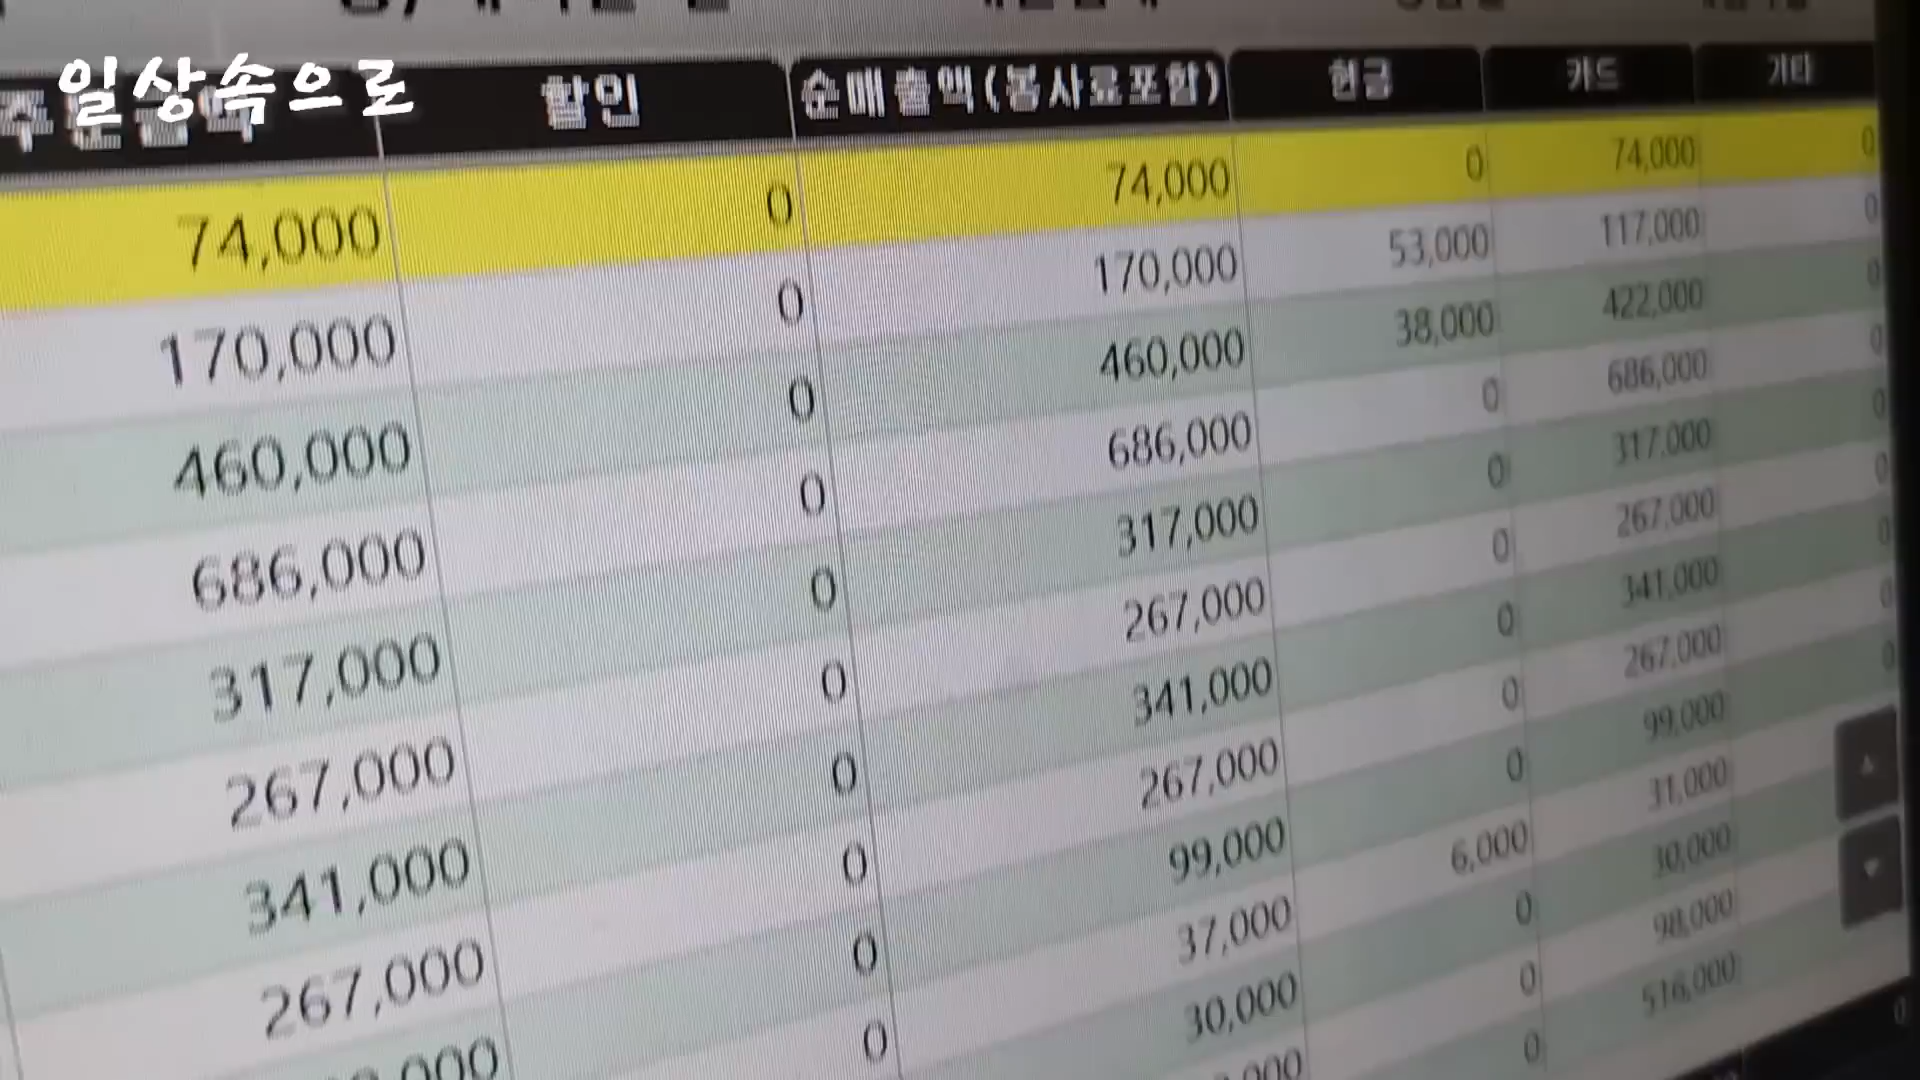 일상속으로
주문금액 할인 순매출액(봉사료포함) 현금 카드 기타
74,000 0 74,000 0 74,000 0
170,000 0 170,000 53,000 117,000 0
460,000 0 460,000 38,000 422,000 0
686,000 0 686,000 0 686,000 0
317,000 0 317,000 0 317,000 0
267,000 0 267,000 0 267,000 0
341,000 0 341,000 0 341,000 0
267,000 0 267,000 0 267,000 0
0 99,000 0 99,000
0 37,000 6,000 31,000
30,000 0 30,000
0 98,000
0 516,000
0